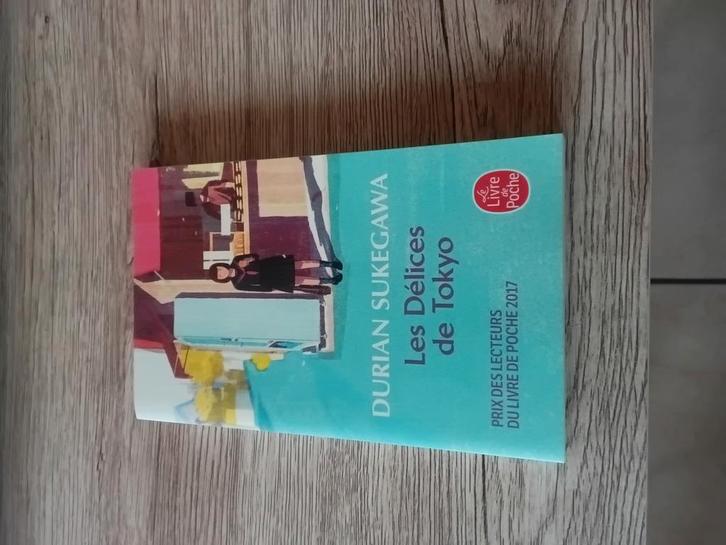 DURIAN SUKEGAWA
Les Délices
de Tokyo
PRIX DES LECTEURS
DU LIVRE DE POCHE 2017
Le
Livre
de
Poche